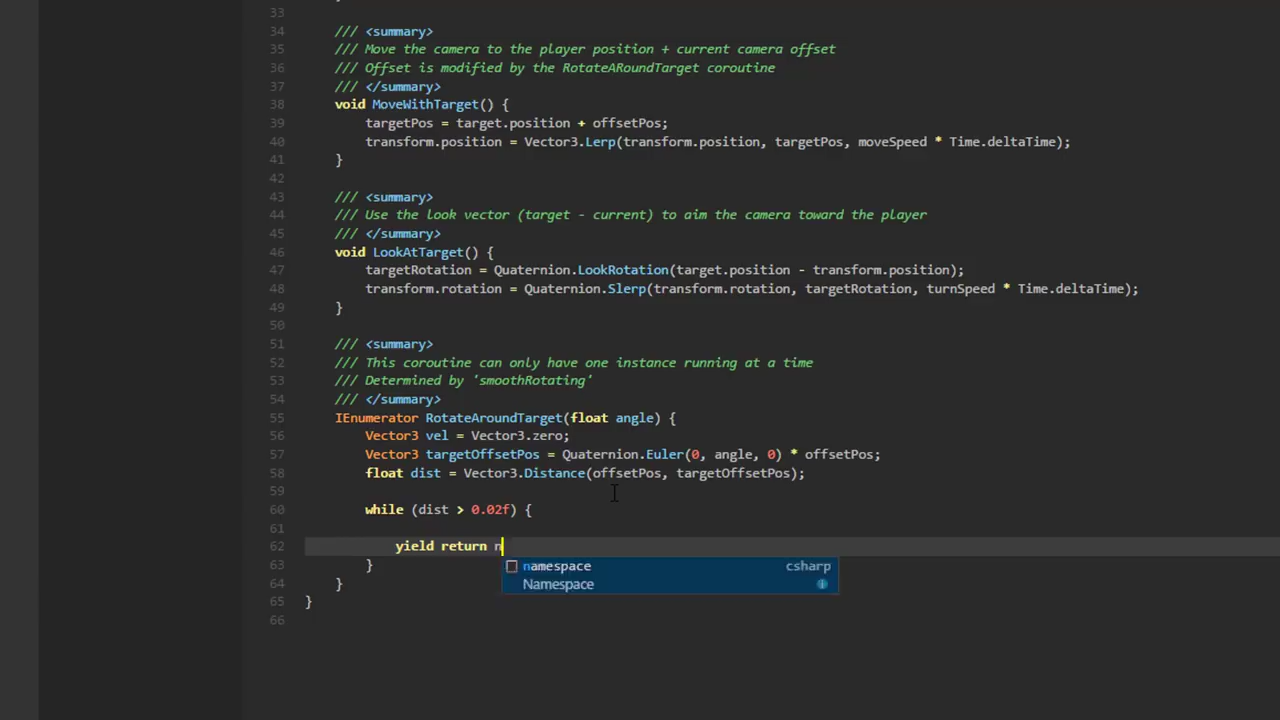 33
34 /// <summary>
35 /// Move the camera to the player position + current camera offset
36 /// Offset is modified by the RotateARoundTarget coroutine
37 /// </summary>
38 void MoveWithTarget() {
39 targetPos = target.position + offsetPos;
40 transform.position = Vector3.Lerp(transform.position, targetPos, moveSpeed * Time.deltaTime);
41 }
42
43 /// <summary>
44 /// Use the look vector (target - current) to aim the camera toward the player
45 /// </summary>
46 void LookAtTarget() {
47 targetRotation = Quaternion.LookRotation(target.position - transform.position);
48 transform.rotation = Quaternion.Slerp(transform.rotation, targetRotation, turnSpeed * Time.deltaTime);
49 }
50
51 /// <summary>
52 /// This coroutine can only have one instance running at a time
53 /// Determined by 'smoothRotating'
54 /// </summary>
55 IEnumerator RotateAroundTarget(float angle) {
56 Vector3 vel = Vector3.zero;
57 Vector3 targetOffsetPos = Quaternion.Euler(0, angle, 0) * offsetPos;
58 float dist = Vector3.Distance(offsetPos, targetOffsetPos);
59
60 while (dist > 0.02f) {
61
62 yield return n
63 }
namespace csharp
64 }
Namespace
65 }
66